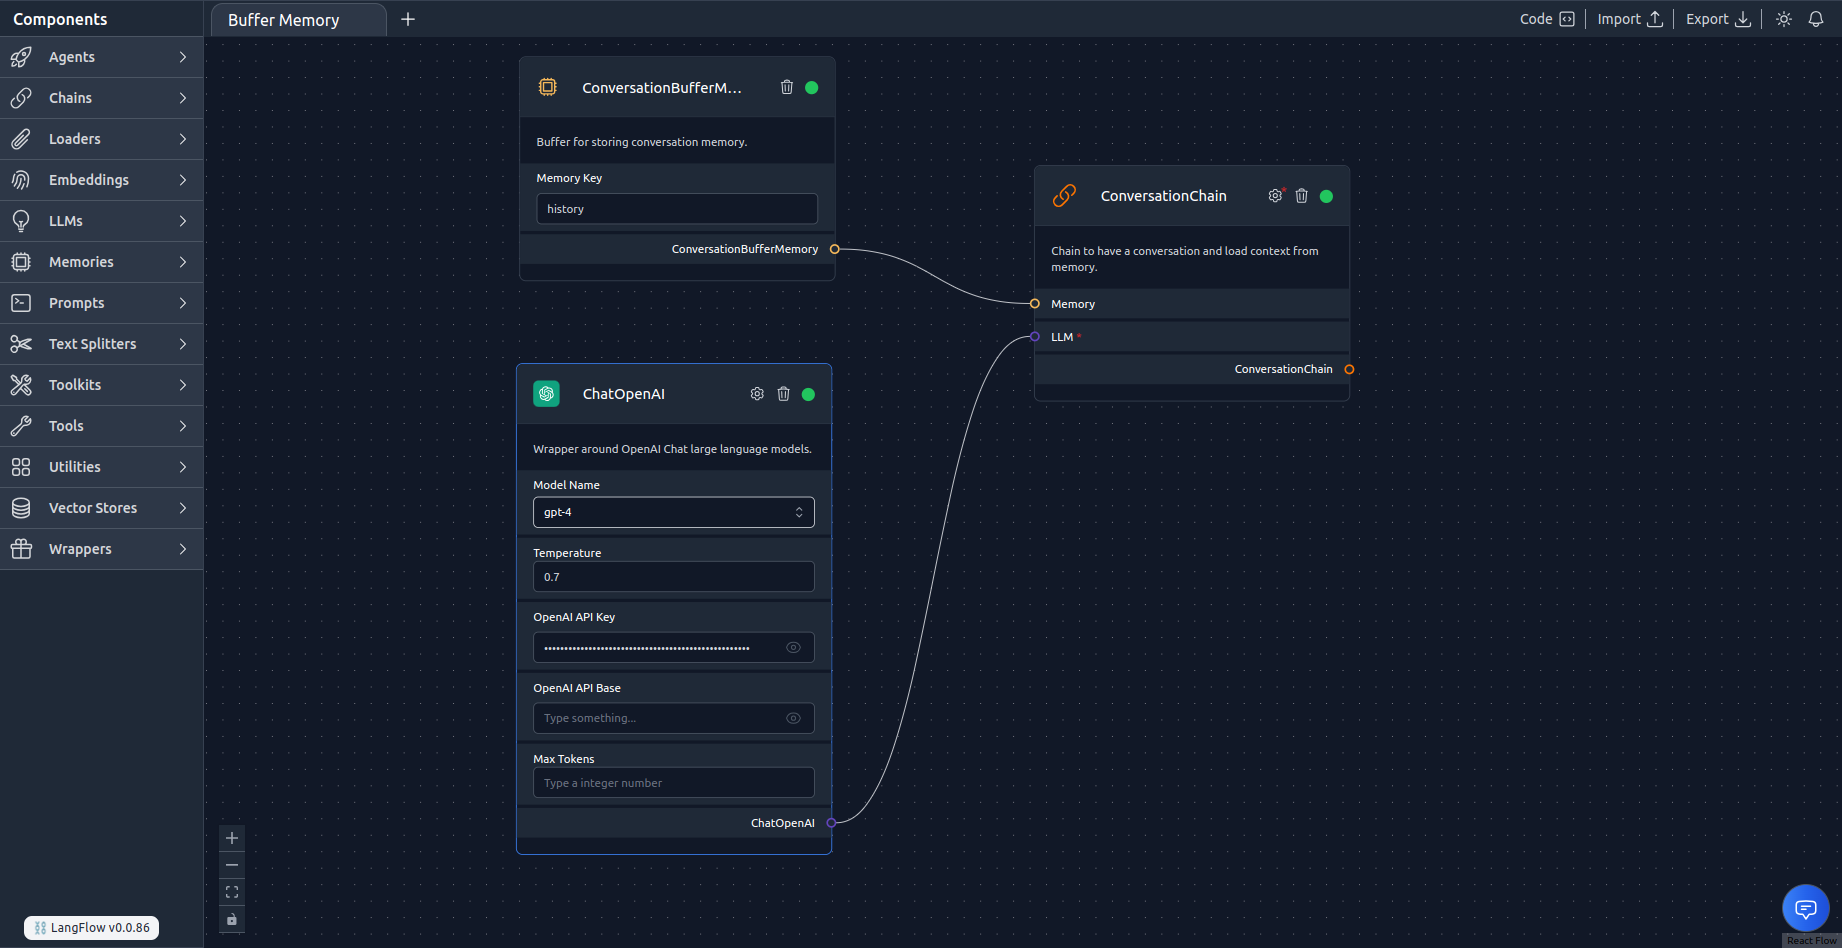 Components
Buffer Memory
Code
Import
Export
Agents
Chains
Loaders
Embeddings
LLMs
Memories
Prompts
Text Splitters
Toolkits
Tools
Utilities
Vector Stores
Wrappers
ConversationBufferM...
Buffer for storing conversation memory.
Memory Key
history
ConversationBufferMemory
ConversationChain
Chain to have a conversation and load context from
memory.
Memory
LLM *
ConversationChain
ChatOpenAI
Wrapper around OpenAI Chat large language models.
Model Name
gpt-4
Temperature
0.7
OpenAI API Key
OpenAI API Base
Type something...
Max Tokens
Type a integer number
ChatOpenAI
LangFlow v0.0.86
React Flow